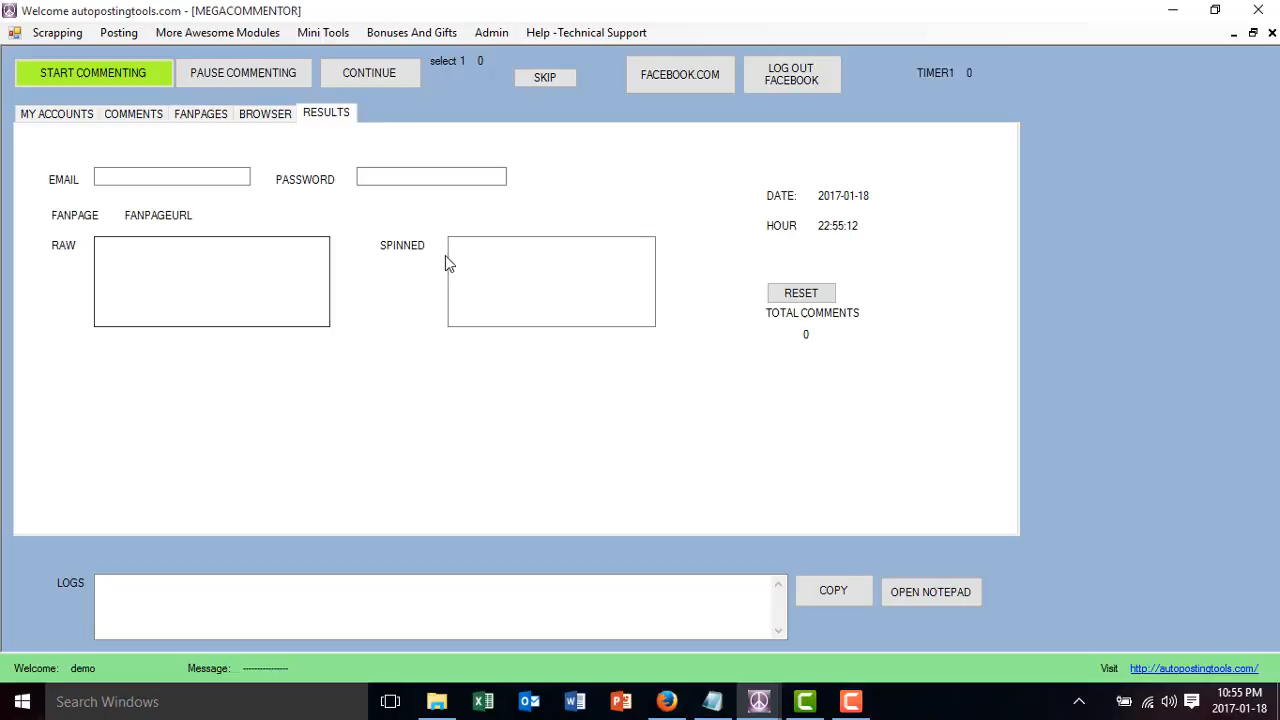 Welcome autopostingtools.com - [MEGACOMMENTOR]
Scrapping Posting More Awesome Modules Mini Tools Bonuses And Gifts Admin Help -Technical Support
START COMMENTING PAUSE COMMENTING CONTINUE select 1 0 SKIP FACEBOOK.COM LOG OUT FACEBOOK TIMER1 0
MY ACCOUNTS COMMENTS FANPAGES BROWSER RESULTS
EMAIL PASSWORD
DATE: 2017-01-18
FANPAGE FANPAGEURL
HOUR 22:55:12
RAW SPINNED
RESET
TOTAL COMMENTS
0
LOGS COPY OPEN NOTEPAD
Welcome: demo Message: --------------- Visit http://autopostingtools.com/
Search Windows
10:55 PM
2017-01-18